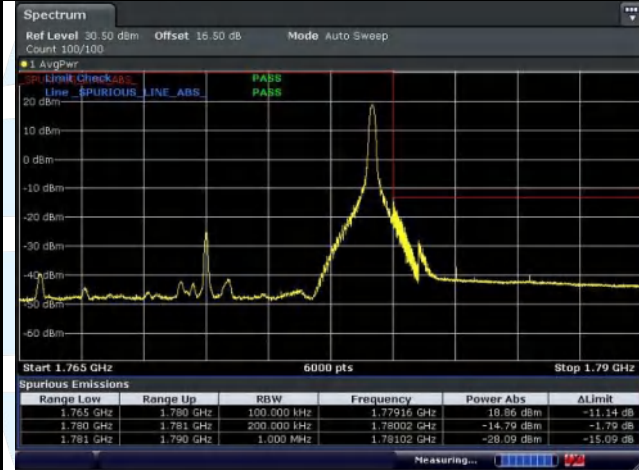 Spectrum
Ref Level 30.50 dBm Offset 16.50 dB Mode Auto Sweep
Count 100/100
1 AvgPwr
Limit Check PASS
Line _SPURIOUS_LINE_ABS_ PASS
20 dBm
10 dBm
0 dBm
-10 dBm
-20 dBm
-30 dBm
-40 dBm
-50 dBm
-60 dBm
Start 1.765 GHz 6000 pts Stop 1.79 GHz
Spurious Emissions
Range Low Range Up RBW Frequency Power Abs ΔLimit
1.765 GHz 1.780 GHz 100.000 kHz 1.77916 GHz 18.86 dBm -11.14 dB
1.780 GHz 1.781 GHz 200.000 kHz 1.78002 GHz -14.79 dBm -1.79 dB
1.781 GHz 1.790 GHz 1.000 MHz 1.78102 GHz -28.09 dBm -15.09 dB
Measuring...